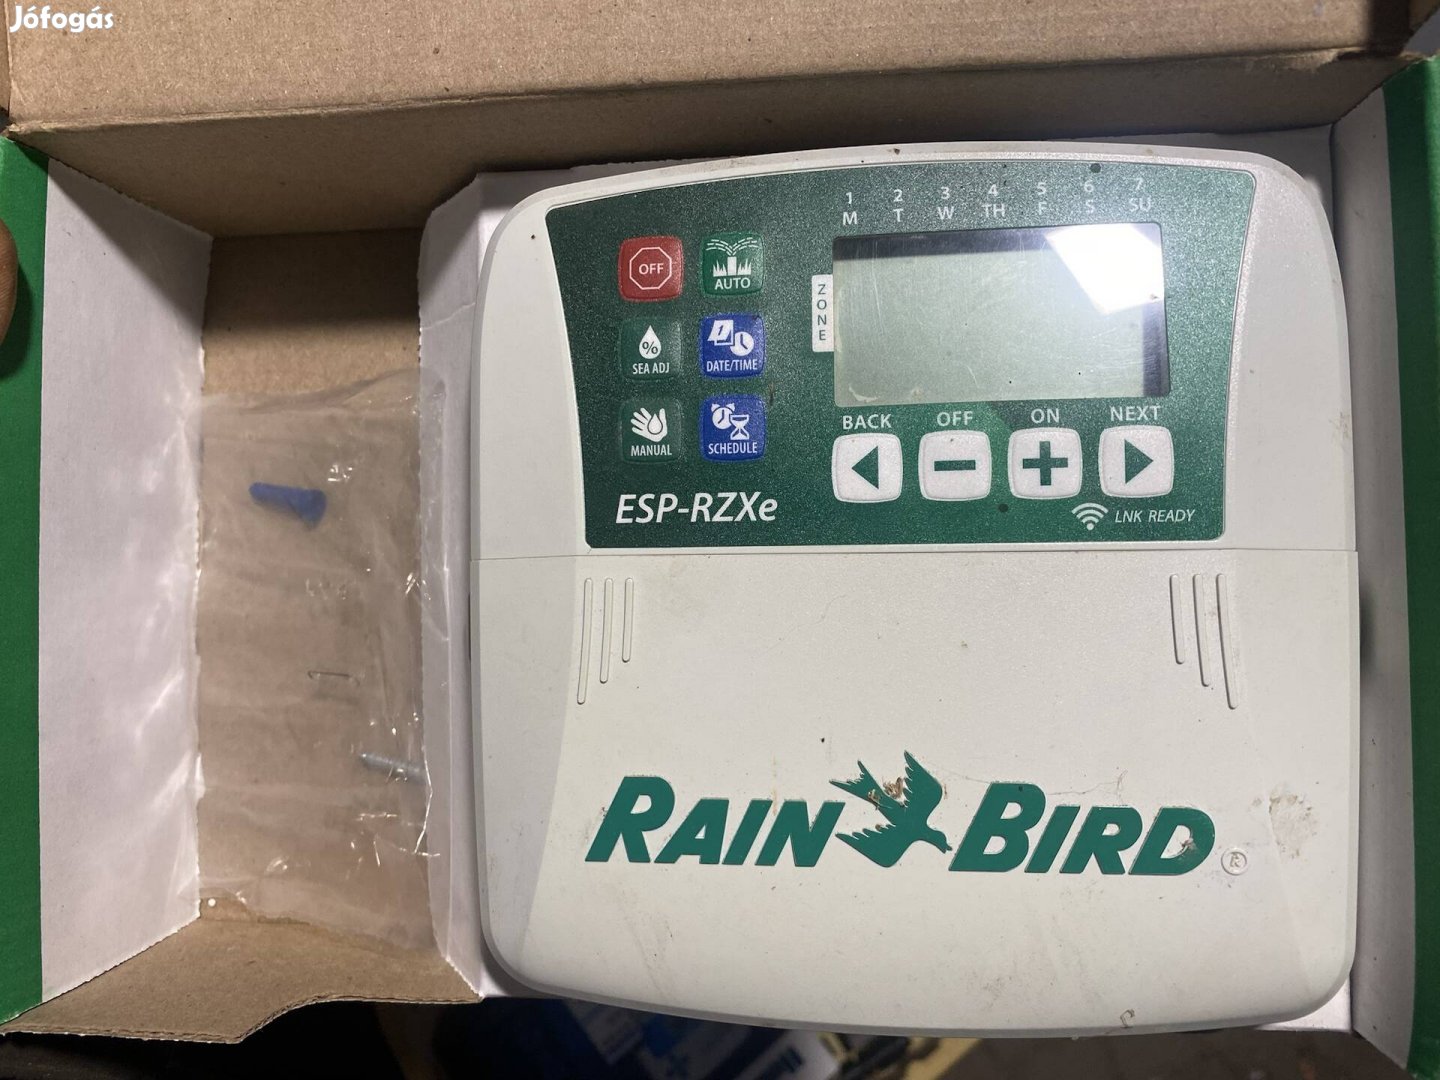 Jófogás
1 2 3 4 5 6 7
M T W TH F S SU
OFF
AUTO
ZONE
%
SEA ADJ
1
DATE/TIME
MANUAL
SCHEDULE
BACK OFF ON NEXT
ESP-RZXe
LNK READY
RAIN BIRD ®